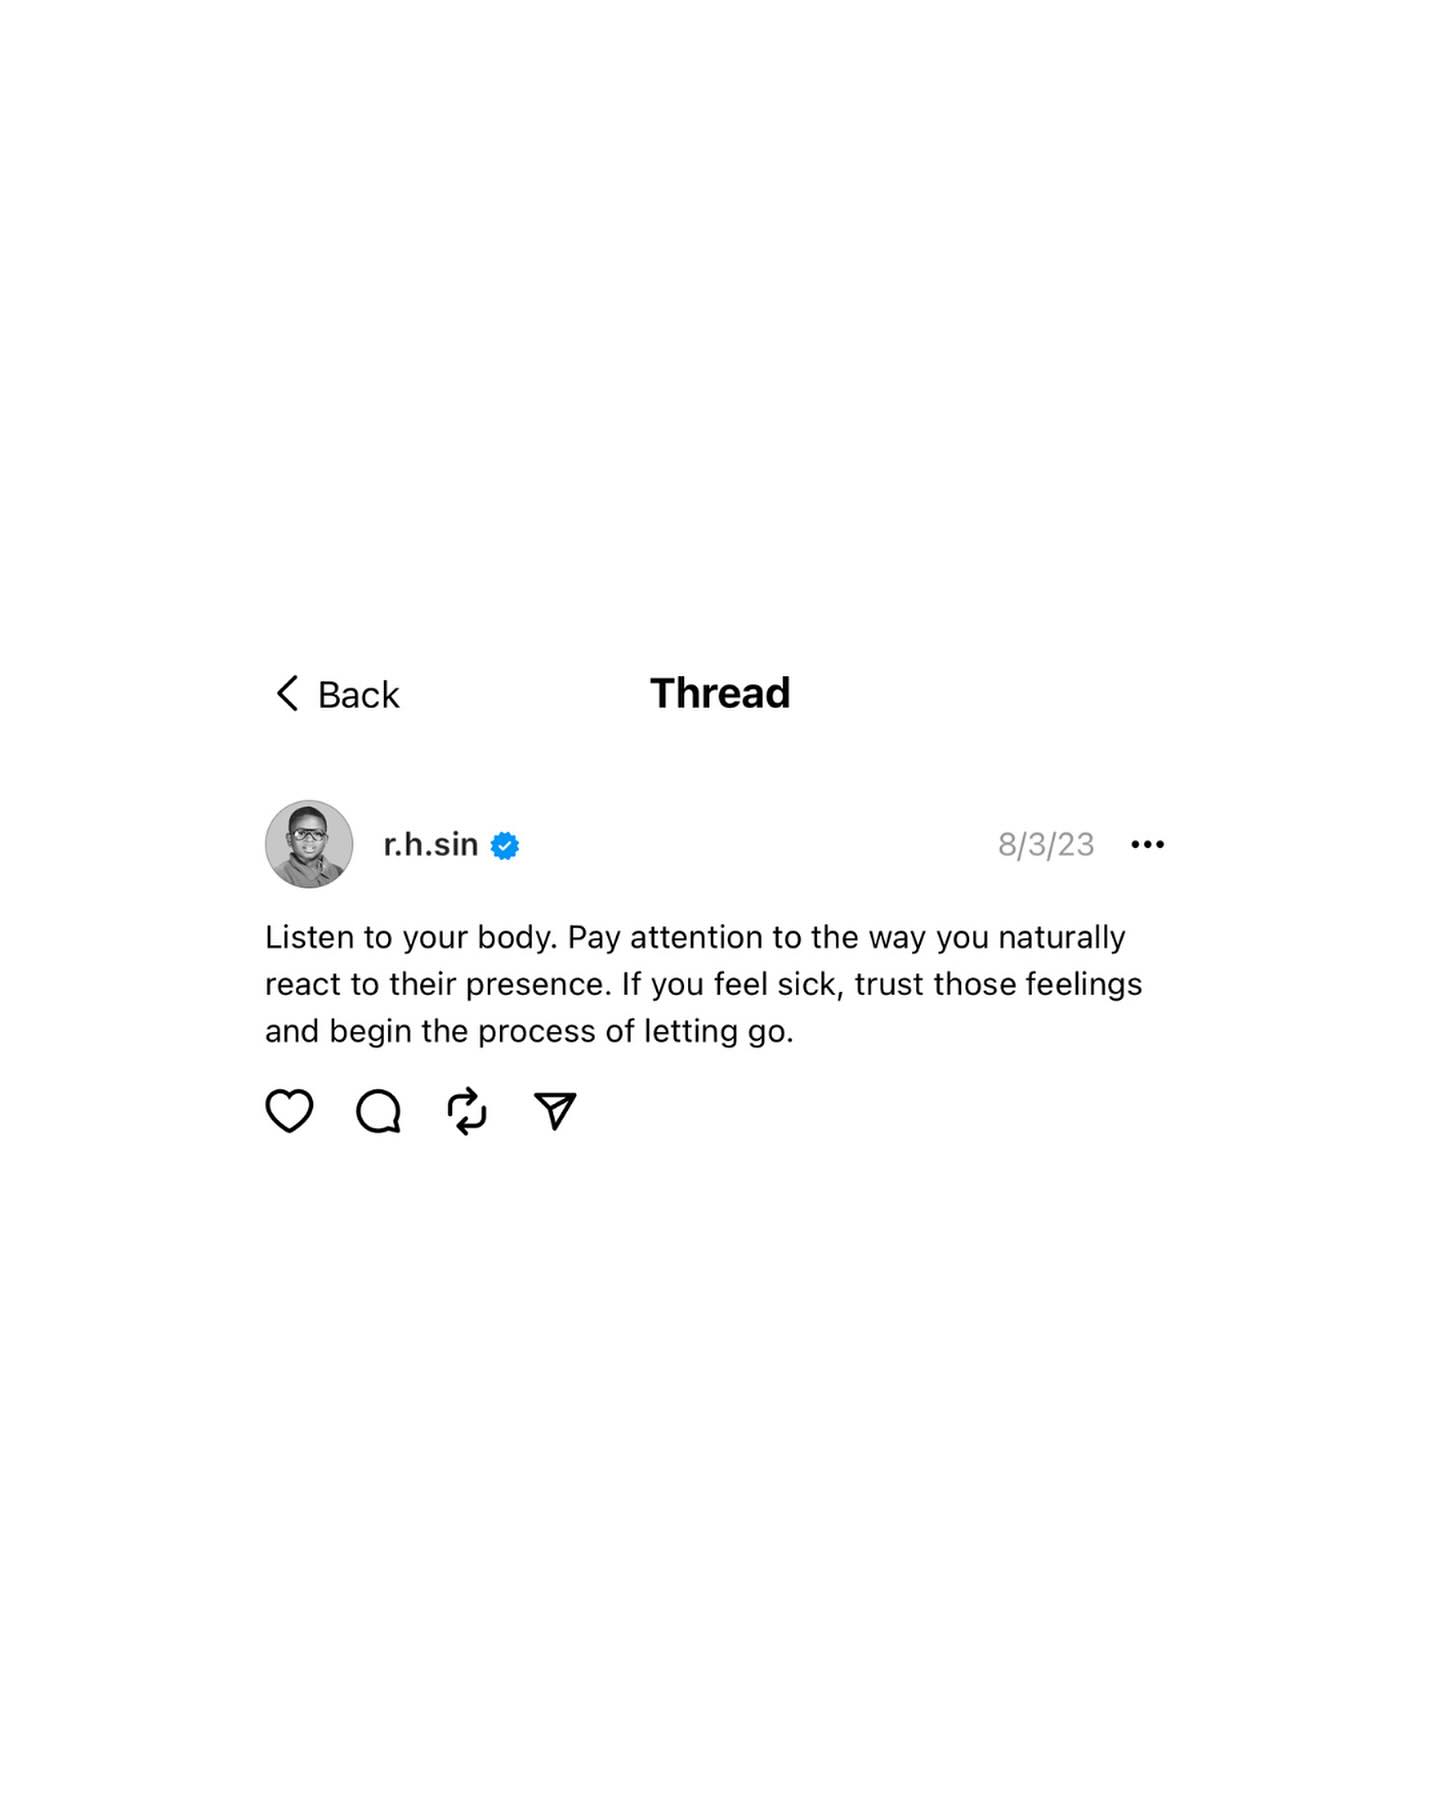 Back
Thread
r.h.sin
8/3/23
Listen to your body. Pay attention to the way you naturally
react to their presence. If you feel sick, trust those feelings
and begin the process of letting go.